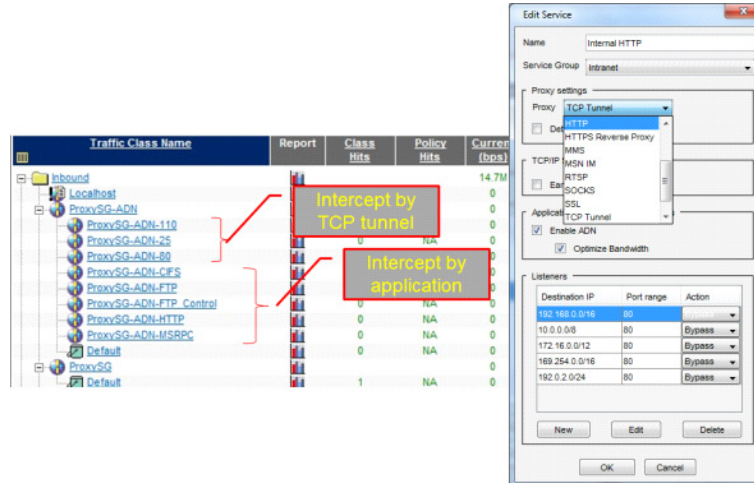 Traffic Class Name Report Class Hits Policy Hits Current (bps)
Inbound 14.7M
Localhost 0
ProxySG-ADN 0
ProxySG-ADN-110 0
ProxySG-ADN-25 0 NA 0
ProxySG-ADN-80 0
ProxySG-ADN-CIFS 0
ProxySG-ADN-FTP 0
ProxySG-ADN-FTP_Control 0 NA 0
ProxySG-ADN-HTTP 0 NA 0
ProxySG-ADN-MSRPC 0 NA 0
Default 0 NA 0
ProxySG 0
Default 1 NA 0
Intercept by
TCP tunnel
Intercept by
application
Edit Service
Name Internal HTTP
Service Group Intranet
Proxy settings
Proxy TCP Tunnel
HTTP
HTTPS Reverse Proxy
MMS
MSN IM
RTSP
SOCKS
SSL
TCP Tunnel
Det
TCP/IP
Ea
Applicatio
Enable ADN
Optimize Bandwidth
Listeners
Destination IP Port range Action
192.168.0.0/16 80
10.0.0.0/8 80 Bypass
172.16.0.0/12 80 Bypass
169.254.0.0/16 80 Bypass
192.0.2.0/24 80 Bypass
New Edit Delete
OK Cancel